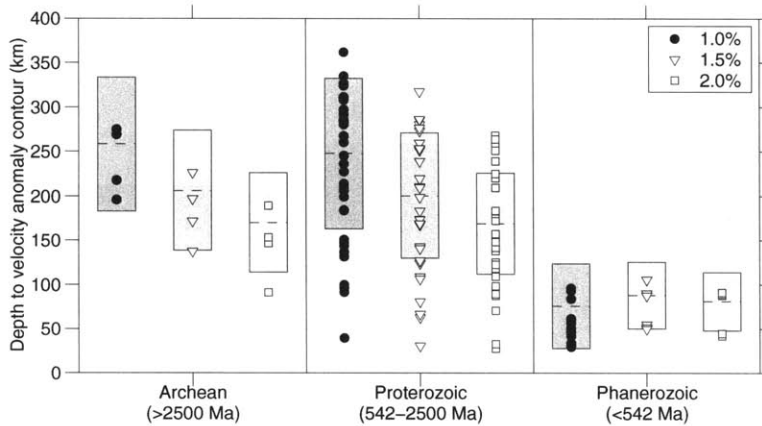 Depth to velocity anomaly contour (km)
400
350
300
250
200
150
100
50
0
1.0%
1.5%
2.0%
Archean
(>2500 Ma)
Proterozoic
(542–2500 Ma)
Phanerozoic
(<542 Ma)